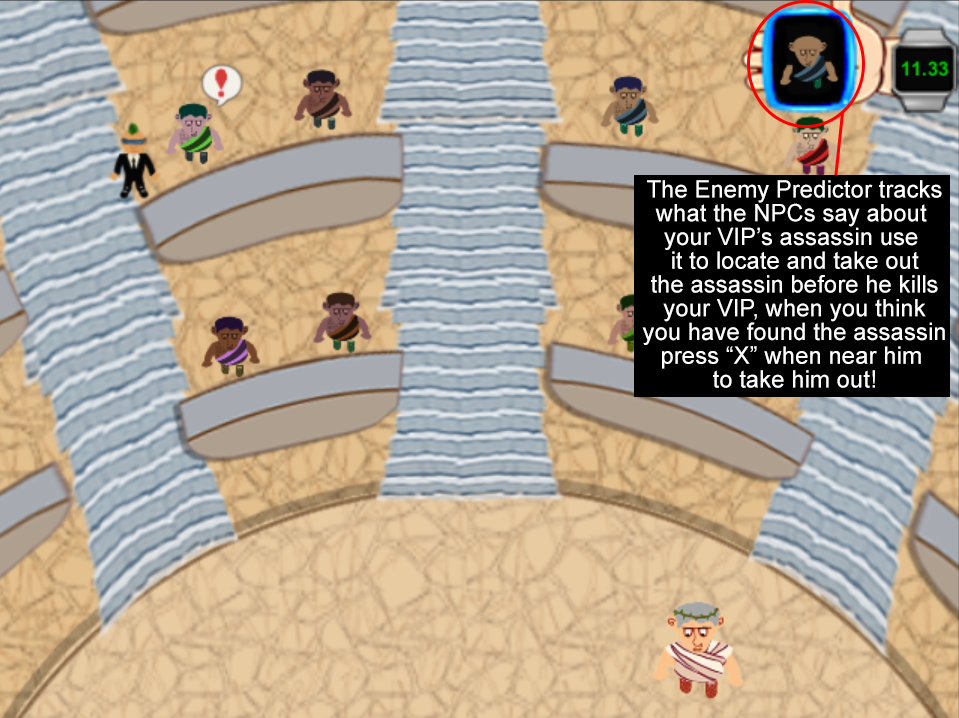 11.33
The Enemy Predictor tracks
what the NPCs say about
your VIP’s assassin use
it to locate and take out
the assassin before he kills
your VIP, when you think
you have found the assassin
press “X” when near him
to take him out!